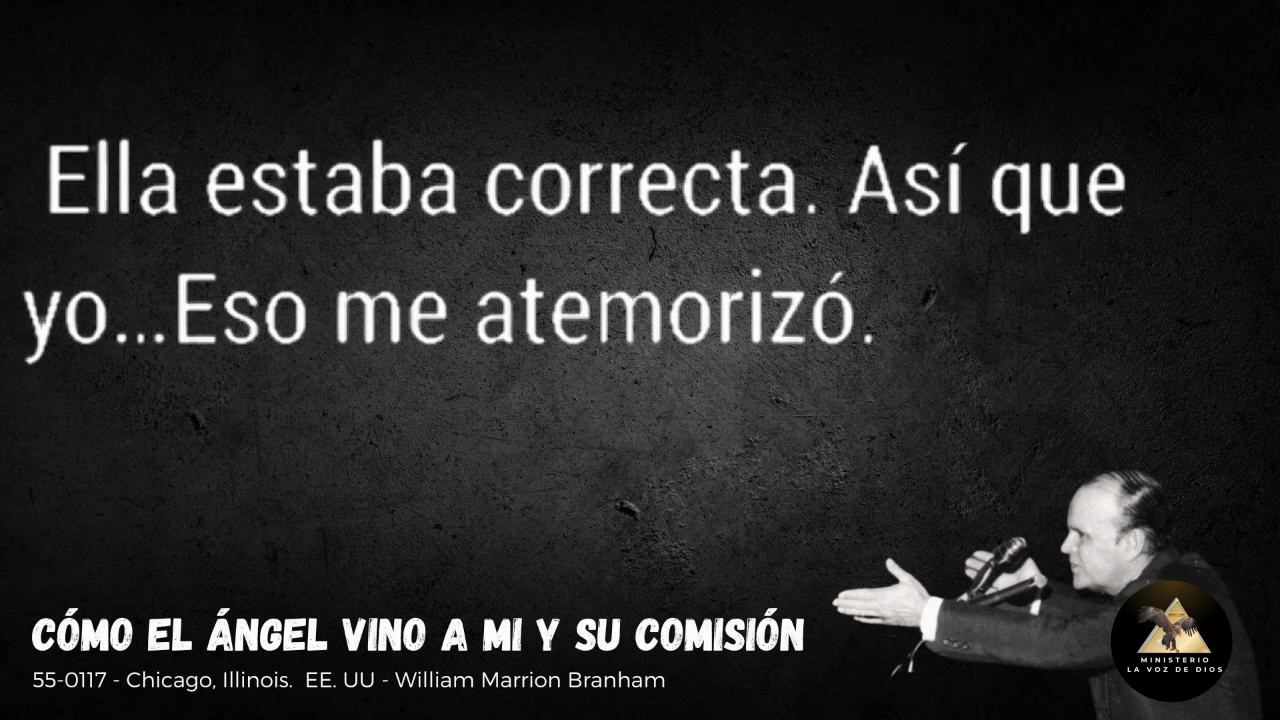 Ella estaba correcta. Así que
yo...Eso me atemorizó.
CÓMO EL ÁNGEL VINO A MI Y SU COMISIÓN
55-0117 - Chicago, Illinois. EE. UU - William Marrion Branham
MINISTERIO
LA VOZ DE DIOS